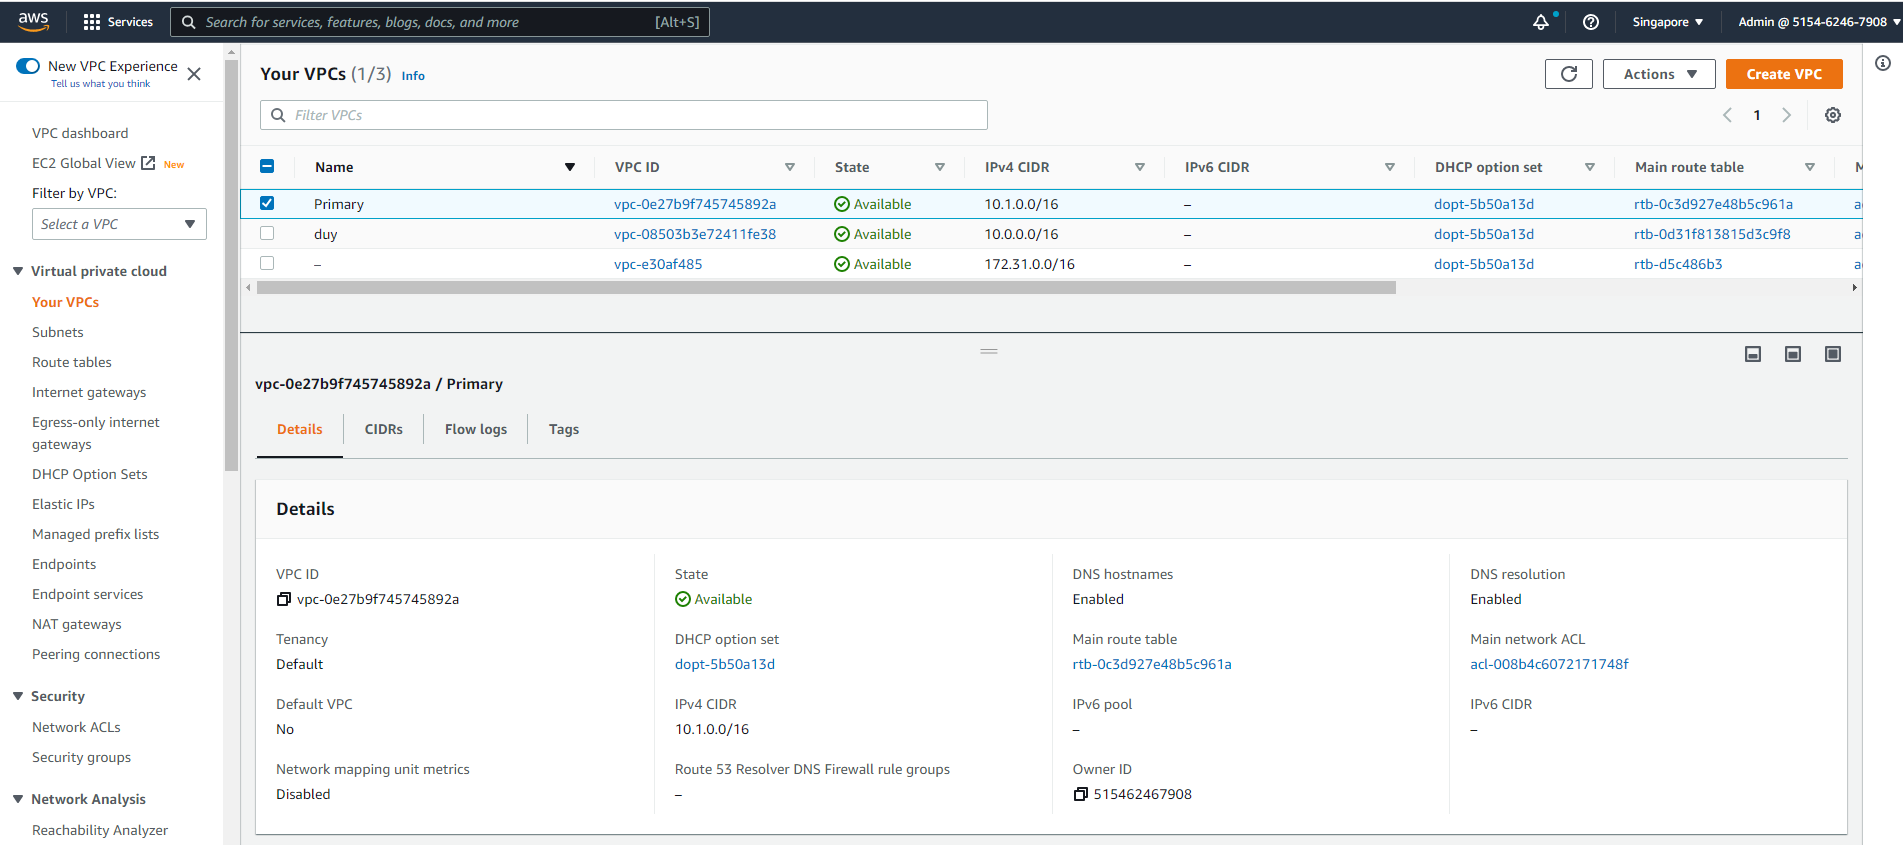 aws
Services
Search for services, features, blogs, docs, and more
[Alt+S]
Singapore
Admin @ 5154-6246-7908
New VPC Experience
Tell us what you think
VPC dashboard
EC2 Global View
New
Filter by VPC:
Select a VPC
Virtual private cloud
Your VPCs
Subnets
Route tables
Internet gateways
Egress-only internet
gateways
DHCP Option Sets
Elastic IPs
Managed prefix lists
Endpoints
Endpoint services
NAT gateways
Peering connections
Security
Network ACLs
Security groups
Network Analysis
Reachability Analyzer
Your VPCs (1/3) Info
Actions
Create VPC
Filter VPCs
1
Name VPC ID State IPv4 CIDR IPv6 CIDR DHCP option set Main route table
Primary vpc-0e27b9f745745892a Available 10.1.0.0/16 – dopt-5b50a13d rtb-0c3d927e48b5c961a
duy vpc-08503b3e72411fe38 Available 10.0.0.0/16 – dopt-5b50a13d rtb-0d31f813815d3c9f8
– vpc-e30af485 Available 172.31.0.0/16 – dopt-5b50a13d rtb-d5c486b3
vpc-0e27b9f745745892a / Primary
Details CIDRs Flow logs Tags
Details
VPC ID
vpc-0e27b9f745745892a
State
Available
DNS hostnames
Enabled
DNS resolution
Enabled
Tenancy
Default
DHCP option set
dopt-5b50a13d
Main route table
rtb-0c3d927e48b5c961a
Main network ACL
acl-008b4c6072171748f
Default VPC
No
IPv4 CIDR
10.1.0.0/16
IPv6 pool
–
IPv6 CIDR
–
Network mapping unit metrics
Disabled
Route 53 Resolver DNS Firewall rule groups
–
Owner ID
515462467908